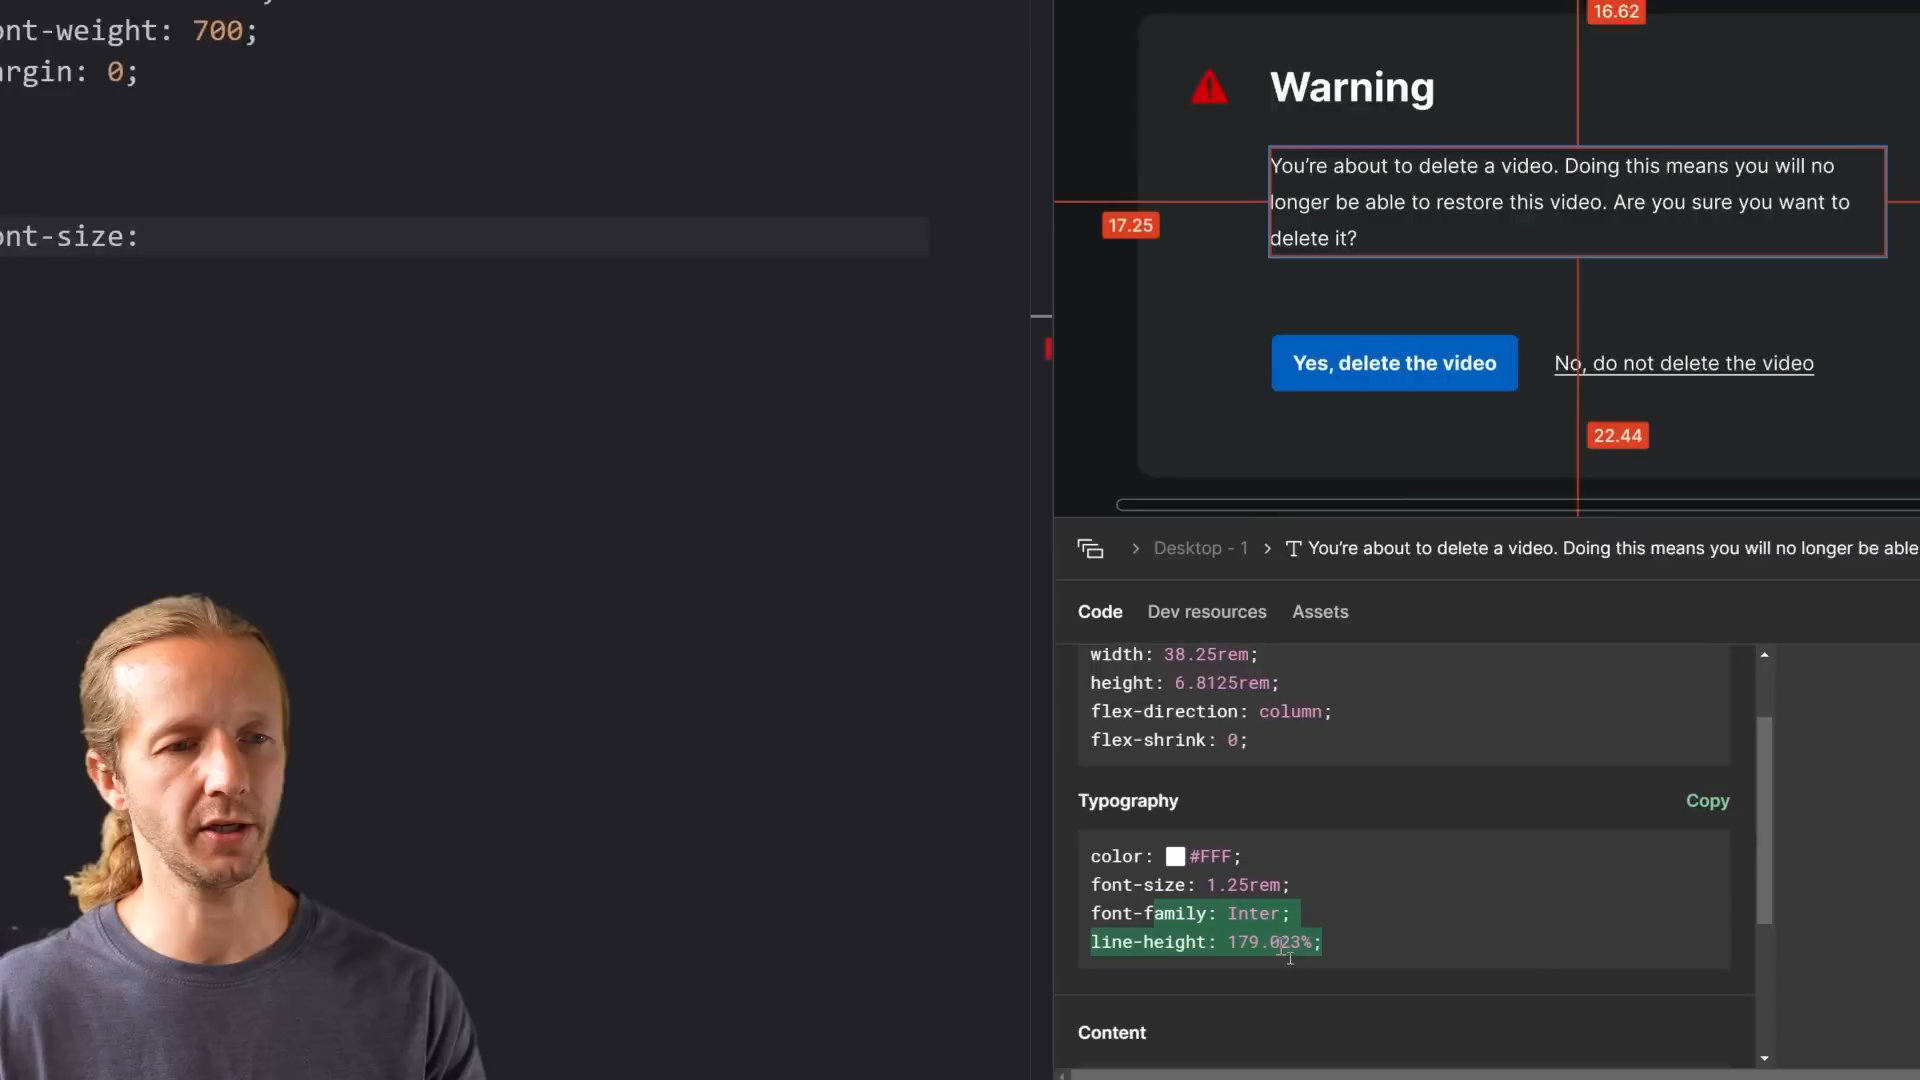 ont-weight: 700;
argin: 0;
ont-size:
16.62
Warning
You’re about to delete a video. Doing this means you will no
longer be able to restore this video. Are you sure you want to
delete it?
17.25
Yes, delete the video
No, do not delete the video
22.44
Desktop - 1
You’re about to delete a video. Doing this means you will no longer be able
Code
Dev resources
Assets
width: 38.25rem;
height: 6.8125rem;
flex-direction: column;
flex-shrink: 0;
Typography
Copy
color: #FFF;
font-size: 1.25rem;
font-family: Inter;
line-height: 179.023%;
Content